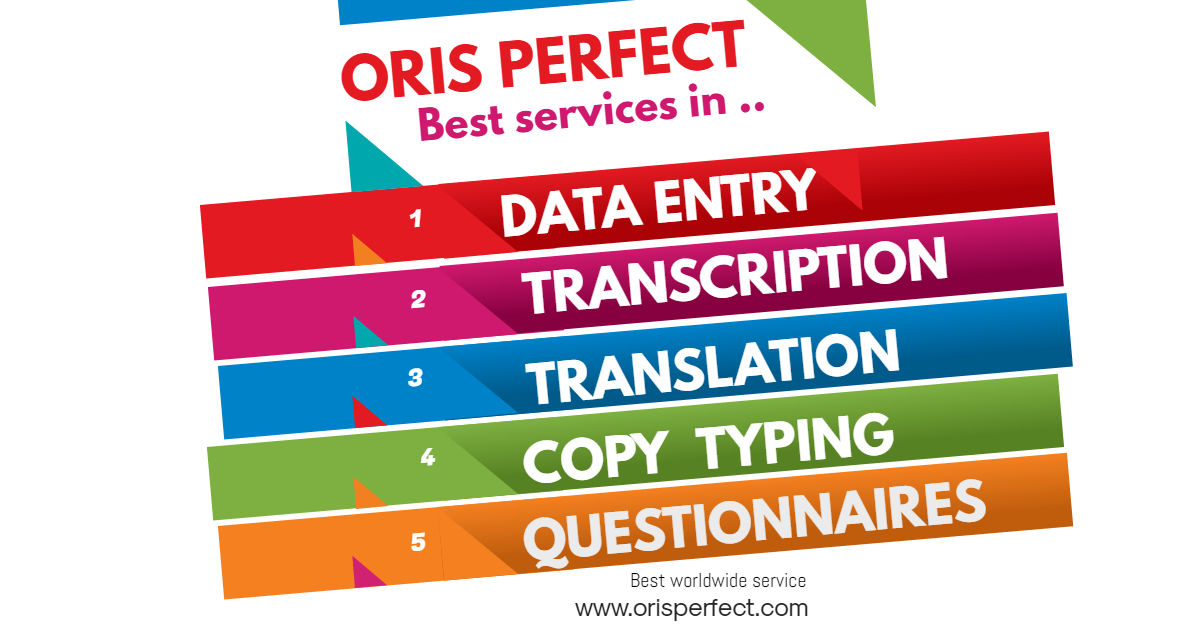 ORIS PERFECT
Best services in ..
1 DATA ENTRY
2 TRANSCRIPTION
3 TRANSLATION
4 COPY TYPING
5 QUESTIONNAIRES
Best worldwide service
www.orisperfect.com